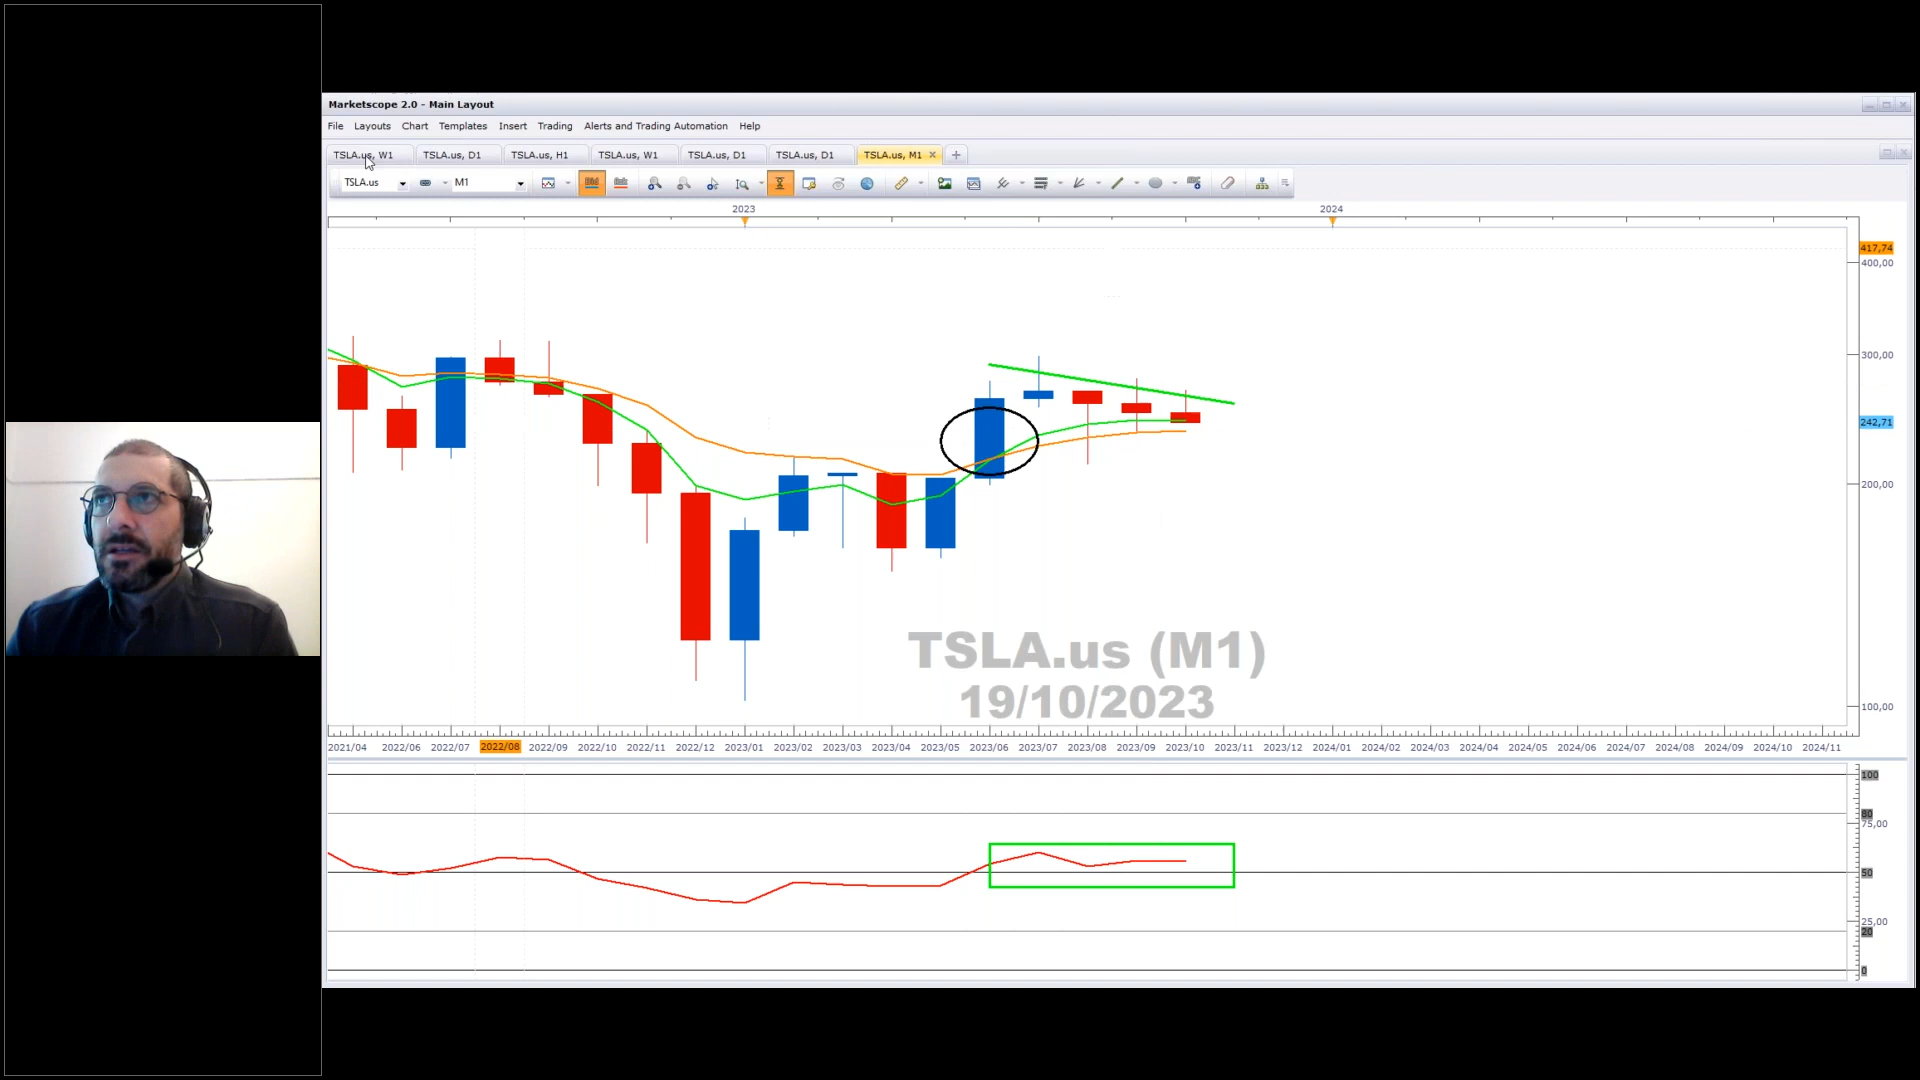 Marketscope 2.0 - Main Layout
File Layouts Chart Templates Insert Trading Alerts and Trading Automation Help
TSLA.us, W1 TSLA.us, D1 TSLA.us, H1 TSLA.us, W1 TSLA.us, D1 TSLA.us, D1 TSLA.us, M1
TSLA.us M1
2023 2024
417,74
400,00
300,00
242,71
200,00
100,00
TSLA.us (M1)
19/10/2023
2021/04 2022/06 2022/07 2022/08 2022/09 2022/10 2022/11 2022/12 2023/01 2023/02 2023/03 2023/04 2023/05 2023/06 2023/07 2023/08 2023/09 2023/10 2023/11 2023/12 2024/01 2024/02 2024/03 2024/04 2024/05 2024/06 2024/07 2024/08 2024/09 2024/10 2024/11
100
80
75,00
50
25,00
20
0